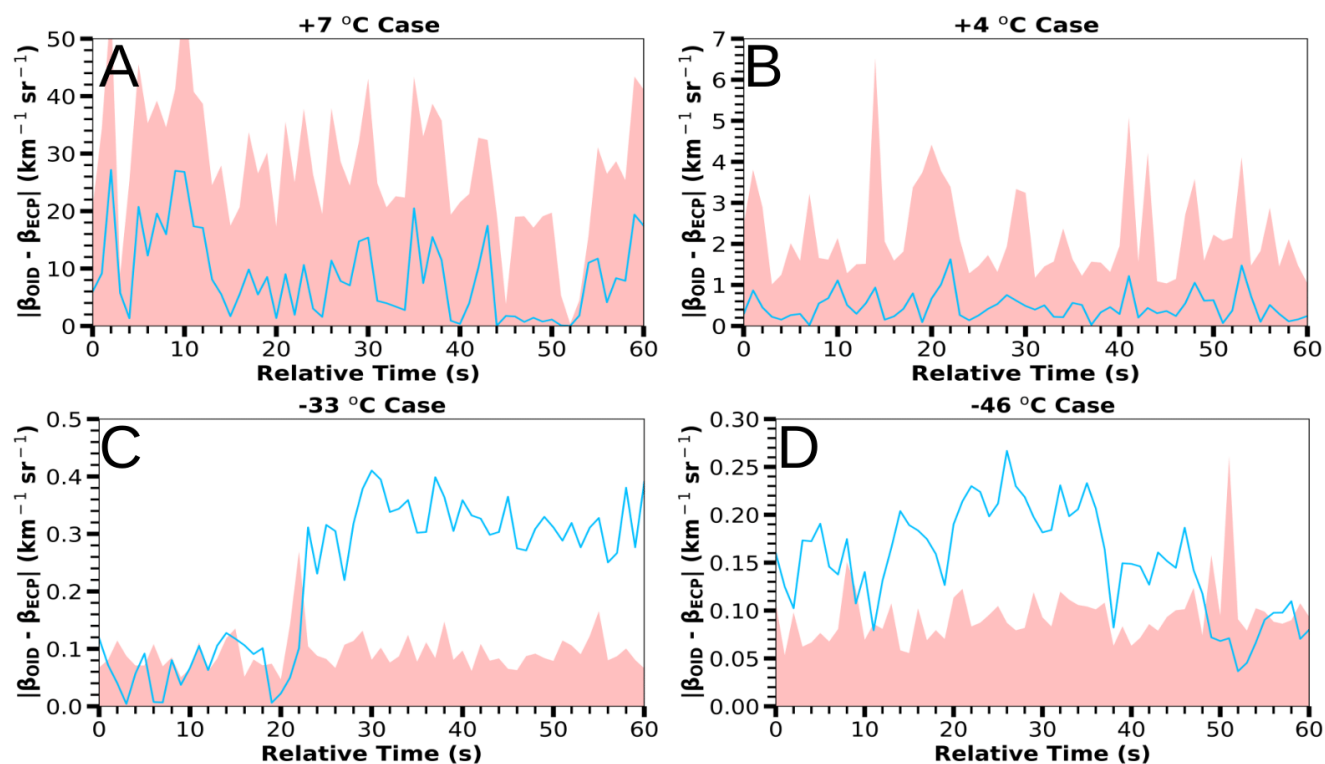 +7 °C Case
A
|βOID - βECP| (km⁻¹ sr⁻¹)
50
40
30
20
10
0
0 10 20 30 40 50 60
Relative Time (s)
+4 °C Case
B
|βOID - βECP| (km⁻¹ sr⁻¹)
7
6
5
4
3
2
1
0
0 10 20 30 40 50 60
Relative Time (s)
-33 °C Case
C
|βOID - βECP| (km⁻¹ sr⁻¹)
0.5
0.4
0.3
0.2
0.1
0.0
0 10 20 30 40 50 60
Relative Time (s)
-46 °C Case
D
|βOID - βECP| (km⁻¹ sr⁻¹)
0.30
0.25
0.20
0.15
0.10
0.05
0.00
0 10 20 30 40 50 60
Relative Time (s)